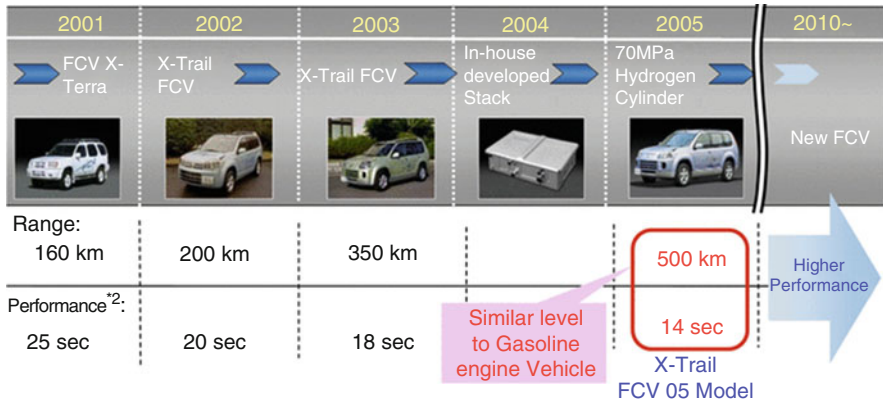 2001
2002
2003
2004
2005
2010~
FCV X-
Terra
X-Trail
FCV
X-Trail FCV
In-house
developed
Stack
70MPa
Hydrogen
Cylinder
New FCV
Range:
160 km
200 km
350 km
500 km
Higher
Performance
Performance*2:
25 sec
20 sec
18 sec
14 sec
Similar level
to Gasoline
engine Vehicle
X-Trail
FCV 05 Model